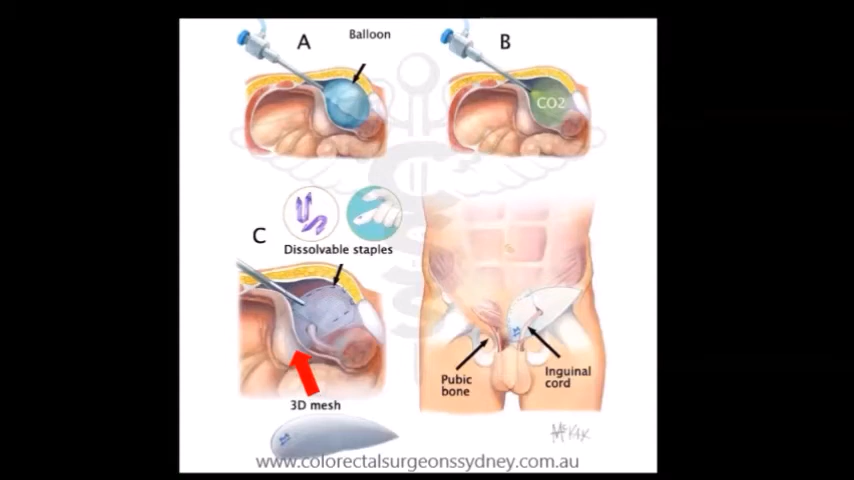 A
Balloon
B
CO2
C
Dissolvable staples
3D mesh
Pubic
bone
Inguinal
cord
www.colorectalsurgeonssydney.com.au